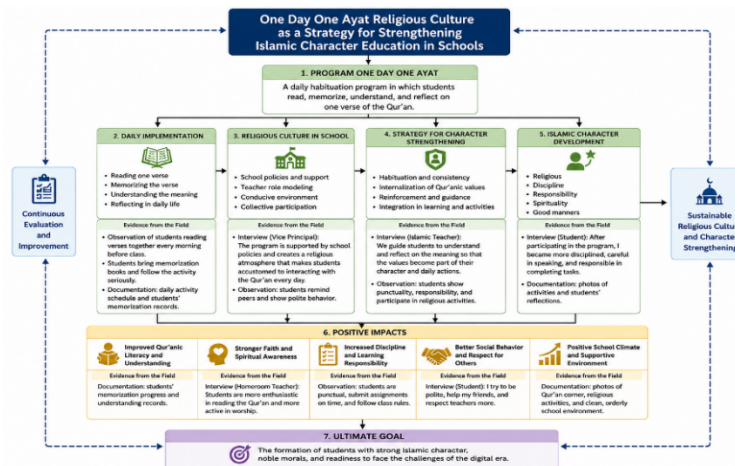 One Day One Ayat Religious Culture
as a Strategy for Strengthening
Islamic Character Education in Schools
1. PROGRAM ONE DAY ONE AYAT
A daily habituation program in which students
read, memorize, understand, and reflect on
one verse of the Qur'an.
2. DAILY IMPLEMENTATION
• Reading one verse
• Memorizing the verse
• Understanding the meaning
• Reflecting in daily life
Evidence from the Field
• Observation of students reading
verses together every morning
before class.
• Students bring memorization
books and follow the activity
seriously.
• Documentation: daily activity
schedule and students'
memorization records.
3. RELIGIOUS CULTURE IN SCHOOL
• School policies and support
• Teacher role modeling
• Conducive environment
• Collective participation
Evidence from the Field
• Interview (Vice Principal):
The program is supported by school
policies and creates a religious
atmosphere that makes students
accustomed to interacting with
the Qur'an every day.
• Observation: students remind
peers and show polite behavior.
4. STRATEGY FOR CHARACTER
STRENGTHENING
• Habituation and consistency
• Internalization of Qur'anic values
• Reinforcement and guidance
• Integration in learning and activities
Evidence from the Field
• Interview (Islamic Teacher):
We guide students to understand
and reflect on the meaning so that
the values become part of their
character and daily actions.
• Observation: students show
punctuality, responsibility, and
participate in religious activities.
5. ISLAMIC CHARACTER
DEVELOPMENT
• Religious
• Discipline
• Responsibility
• Spirituality
• Good manners
Evidence from the Field
• Interview (Student): After
participating in the program, I
became more disciplined, careful
in speaking, and responsible in
completing tasks.
• Documentation: photos of
activities and students'
reflections.
Continuous
Evaluation
and
Improvement
Sustainable
Religious Culture
and Character
Strengthening
6. POSITIVE IMPACTS
Improved Qur'anic
Literacy and
Understanding
Evidence from the Field
Documentation: students'
memorization progress and
understanding records.
Stronger Faith and
Spiritual Awareness
Evidence from the Field
Interview (Homeroom Teacher):
Students are more enthusiastic
in reading the Qur'an and more
active in worship.
Increased Discipline
and Learning
Responsibility
Evidence from the Field
Observation: students are
punctual, submit assignments
on time, and follow class rules.
Better Social Behavior
and Respect for
Others
Evidence from the Field
Interview (Student): I try to be
polite, help my friends, and
respect teachers more.
Positive School Climate
and Supportive
Environment
Evidence from the Field
Documentation: photos of
Qur'an corner, religious
activities, and clean, orderly
school environment.
7. ULTIMATE GOAL
The formation of students with strong Islamic character,
noble morals, and readiness to face the challenges of the digital era.